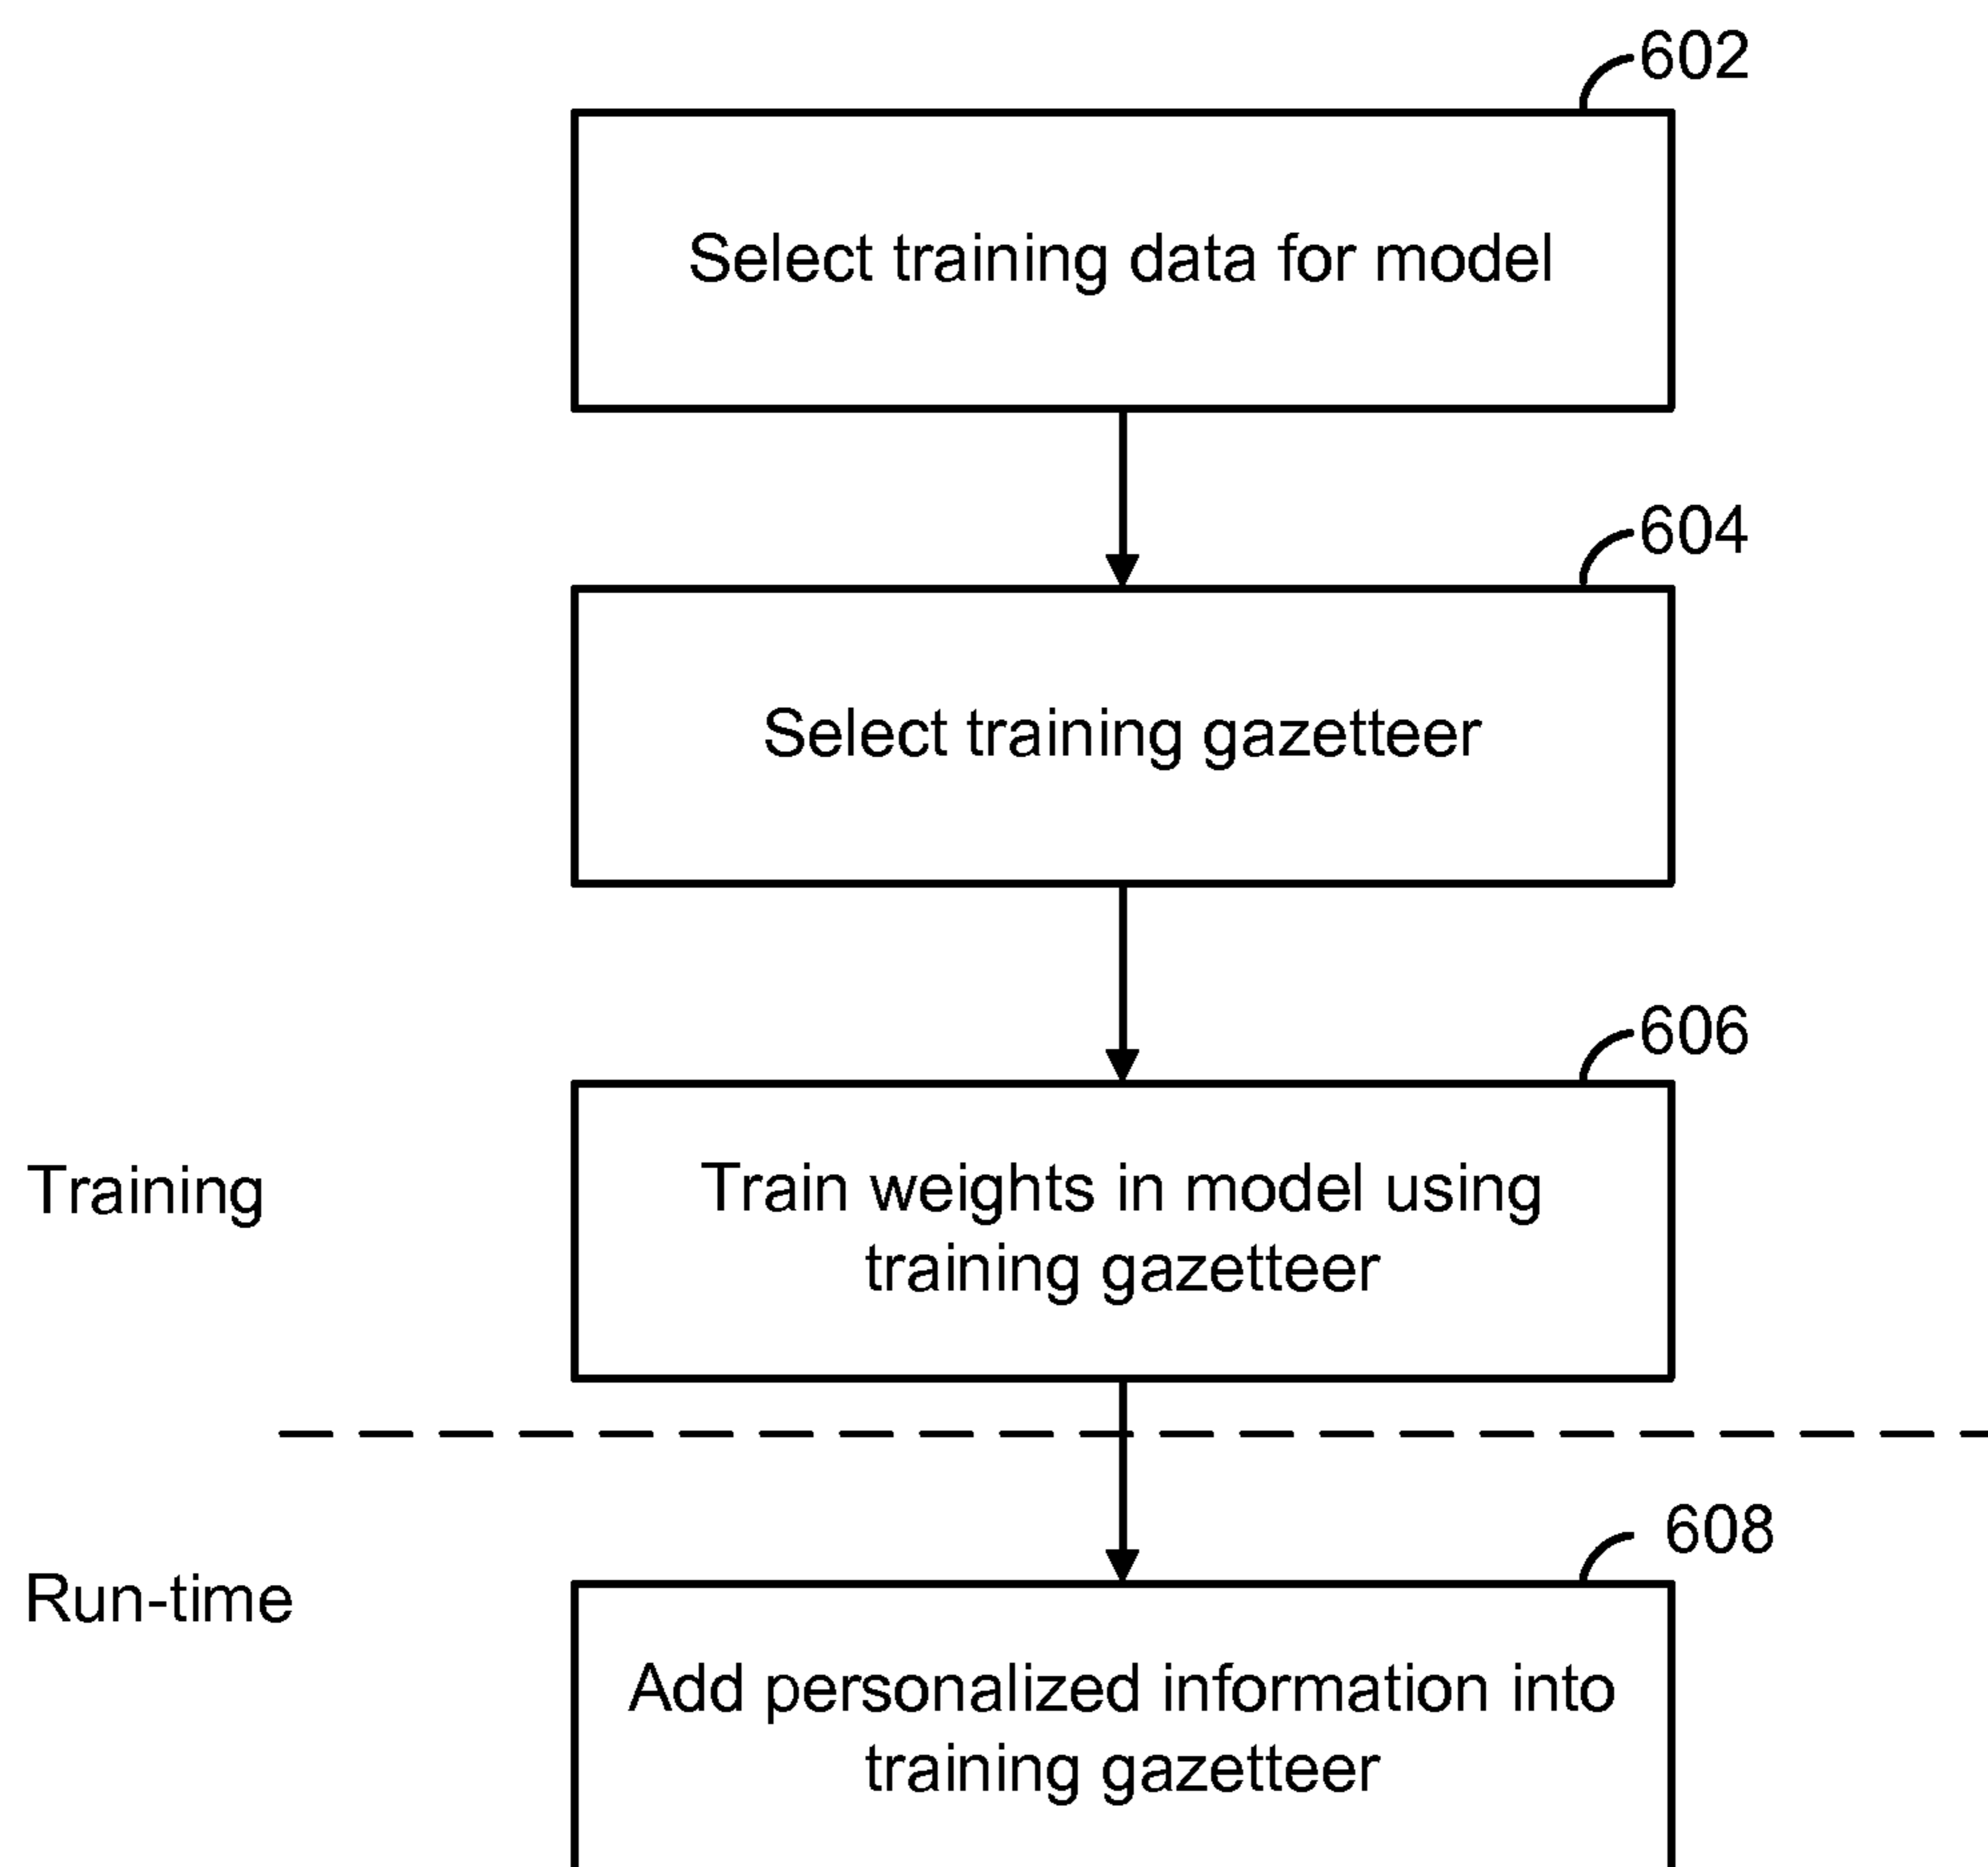 602
Select training data for model
604
Select training gazetteer
606
Training
Train weights in model using
training gazetteer
608
Run-time
Add personalized information into
training gazetteer